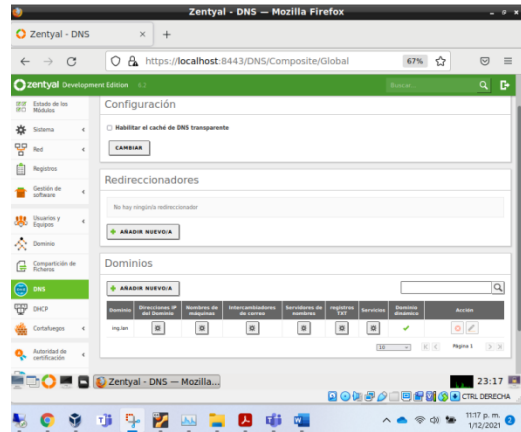 Zentyal - DNS — Mozilla Firefox
Zentyal - DNS
https://localhost:8443/DNS/Composite/Global
67%
zentyal Development Edition 6.2
Buscar...
Estado de los Módulos
Sistema
Red
Registros
Gestión de software
Usuarios y Equipos
Dominio
Compartición de Ficheros
DNS
DHCP
Cortafuegos
Autoridad de certificación
Configuración
Habilitar el caché de DNS transparente
CAMBIAR
Redireccionadores
No hay ningún/a redireccionador
AÑADIR NUEVO/A
Dominios
AÑADIR NUEVO/A
Dominio
Direcciones IP del Dominio
Nombres de máquinas
Intercambiadores de correo
Servidores de nombres
registros TXT
Servicios
Dominio dinámico
Acción
ing.lan
10
Página 1
Zentyal - DNS — Mozilla...
23:17
CTRL DERECHA
11:17 p. m.
1/12/2021